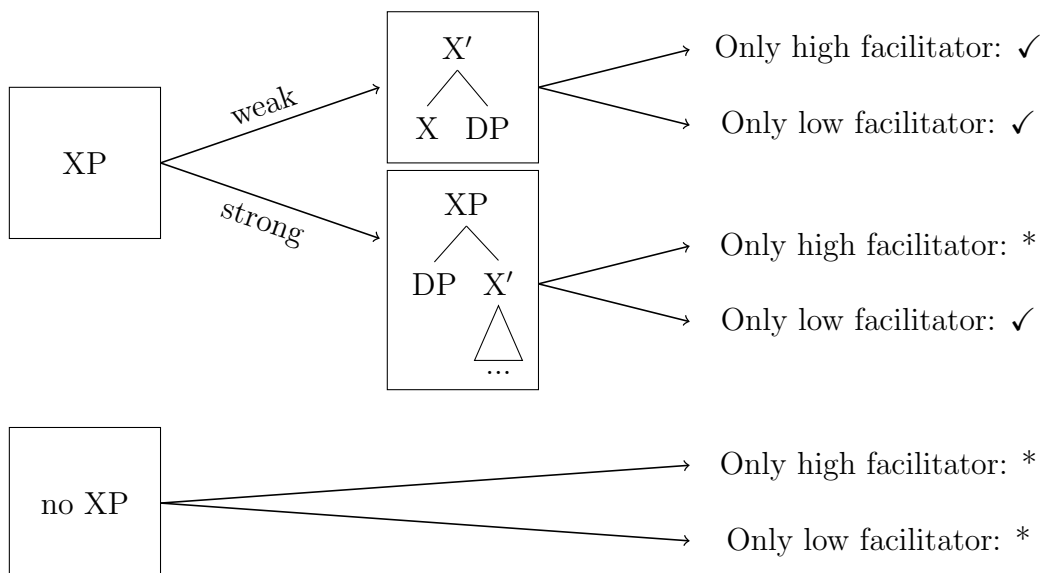 XP
weak
strong
X′
X DP
XP
DP X′
...
Only high facilitator: ✓
Only low facilitator: ✓
Only high facilitator: *
Only low facilitator: ✓
no XP
Only high facilitator: *
Only low facilitator: *